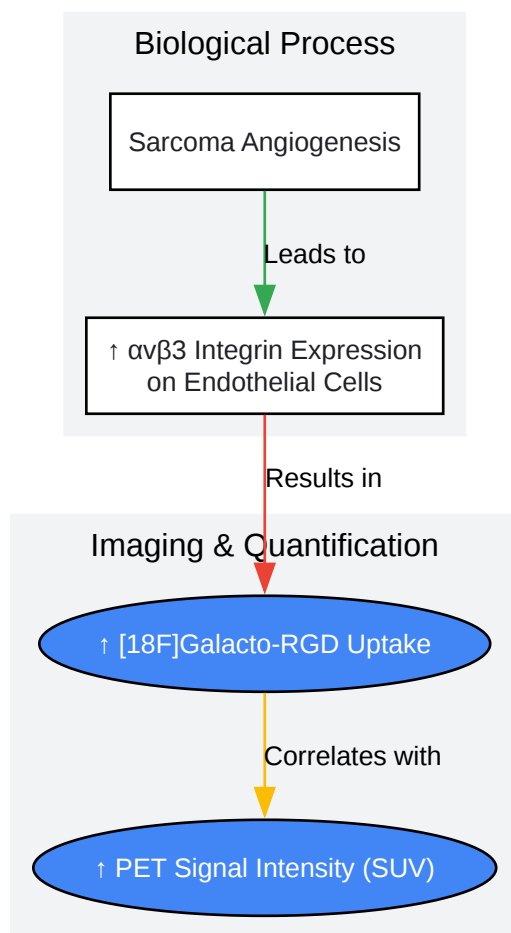 Biological Process
Sarcoma Angiogenesis
Leads to
↑ αvβ3 Integrin Expression
on Endothelial Cells
Results in
Imaging & Quantification
↑ [18F]Galacto-RGD Uptake
Correlates with
↑ PET Signal Intensity (SUV)